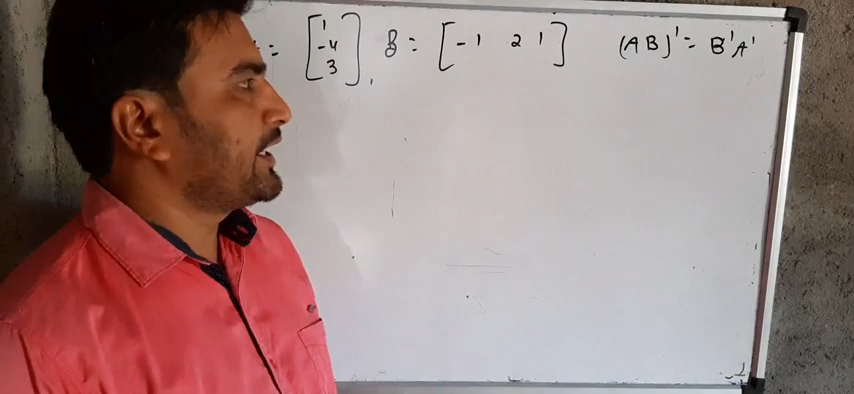 = [1 -4 3], B = [-1 2 1] (AB)' = B'A'